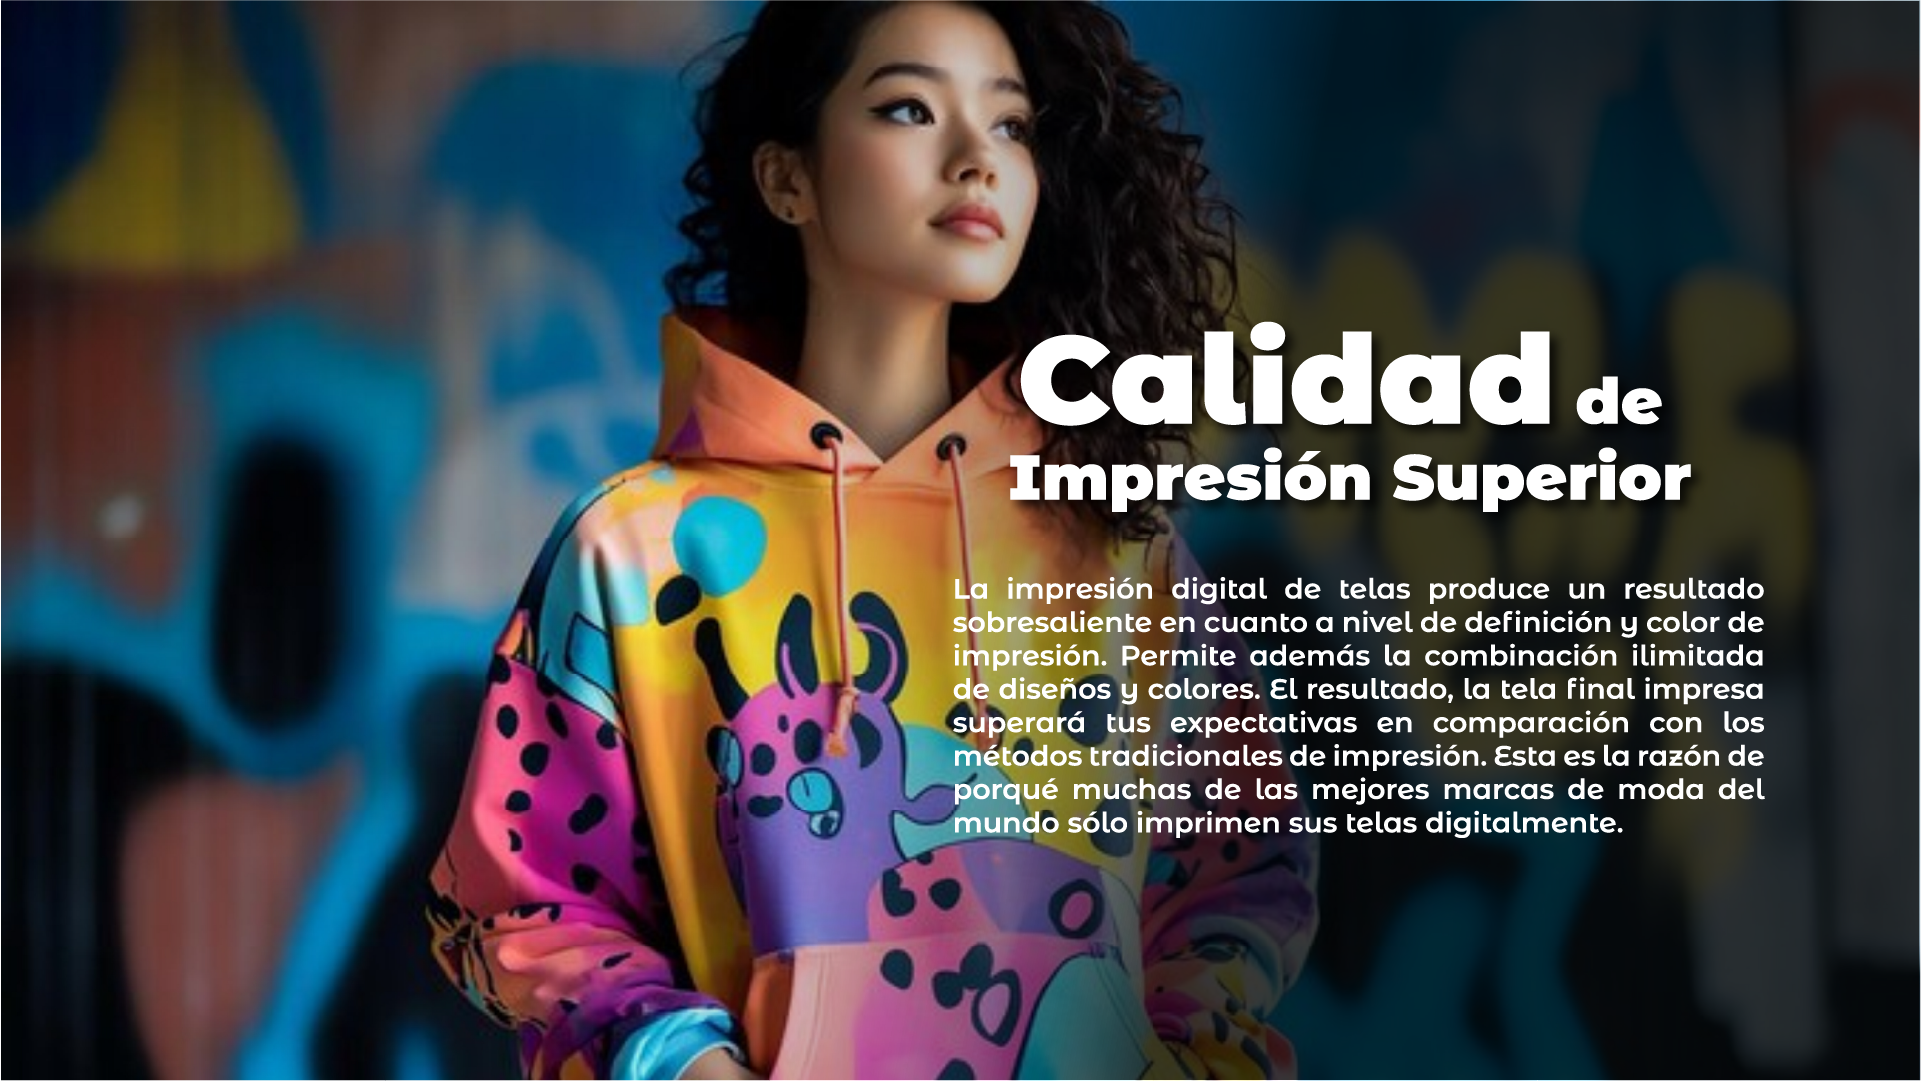 Calidad de
Impresión Superior
La impresión digital de telas produce un resultado
sobresaliente en cuanto a nivel de definición y color de
impresión. Permite además la combinación ilimitada
de diseños y colores. El resultado, la tela final impresa
superará tus expectativas en comparación con los
métodos tradicionales de impresión. Esta es la razón de
porqué muchas de las mejores marcas de moda del
mundo sólo imprimen sus telas digitalmente.